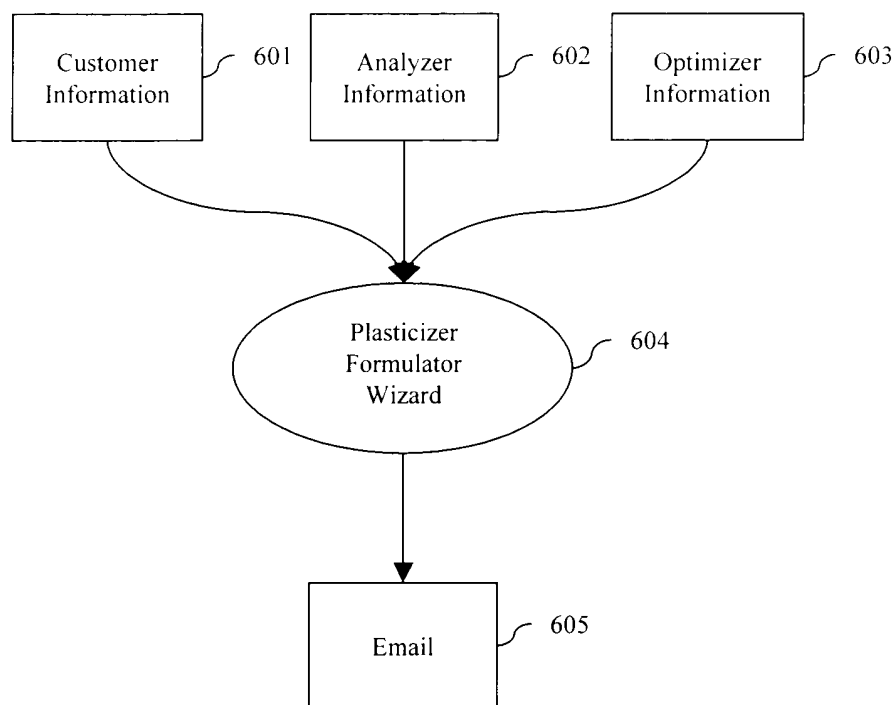 Customer
Information
601
Analyzer
Information
602
Optimizer
Information
603
Plasticizer
Formulator
Wizard
604
Email
605